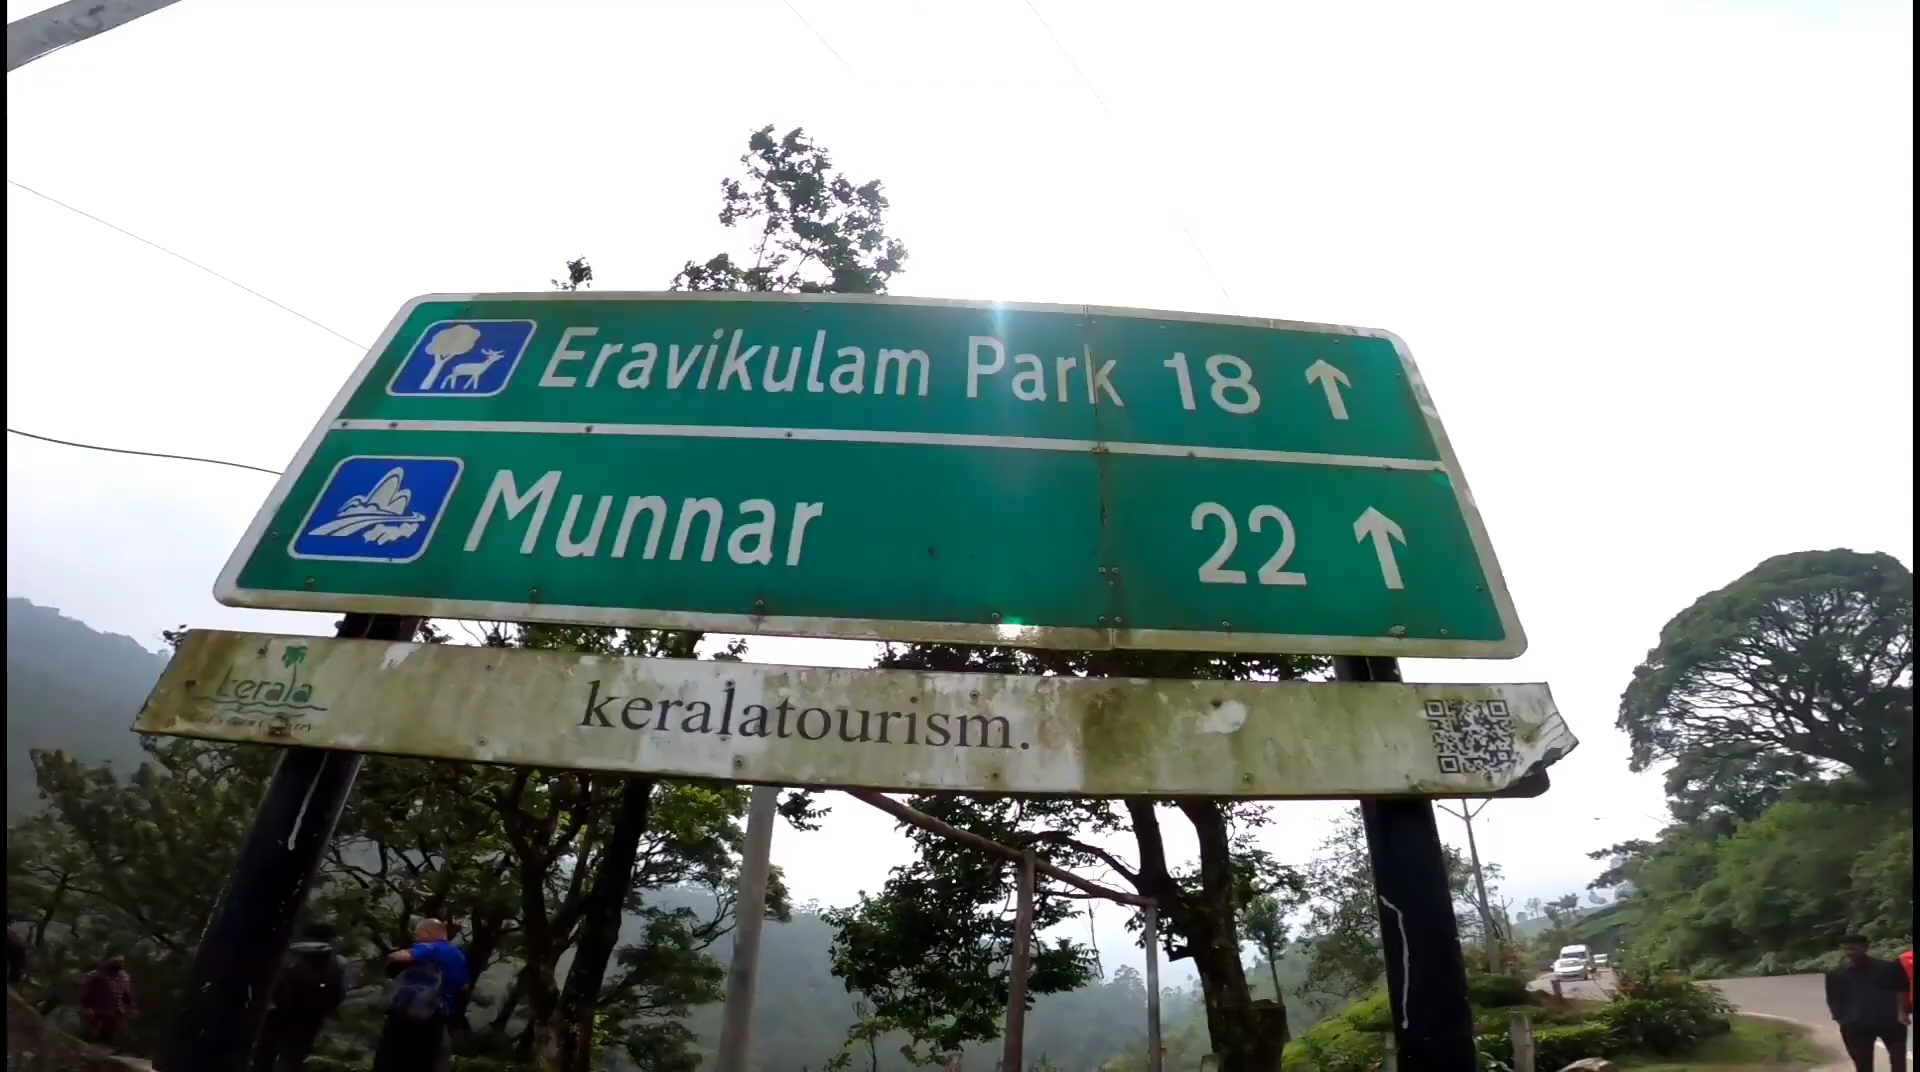 Eravikulam Park 18 ↑
Munnar 22 ↑
kerala
keralatourism.